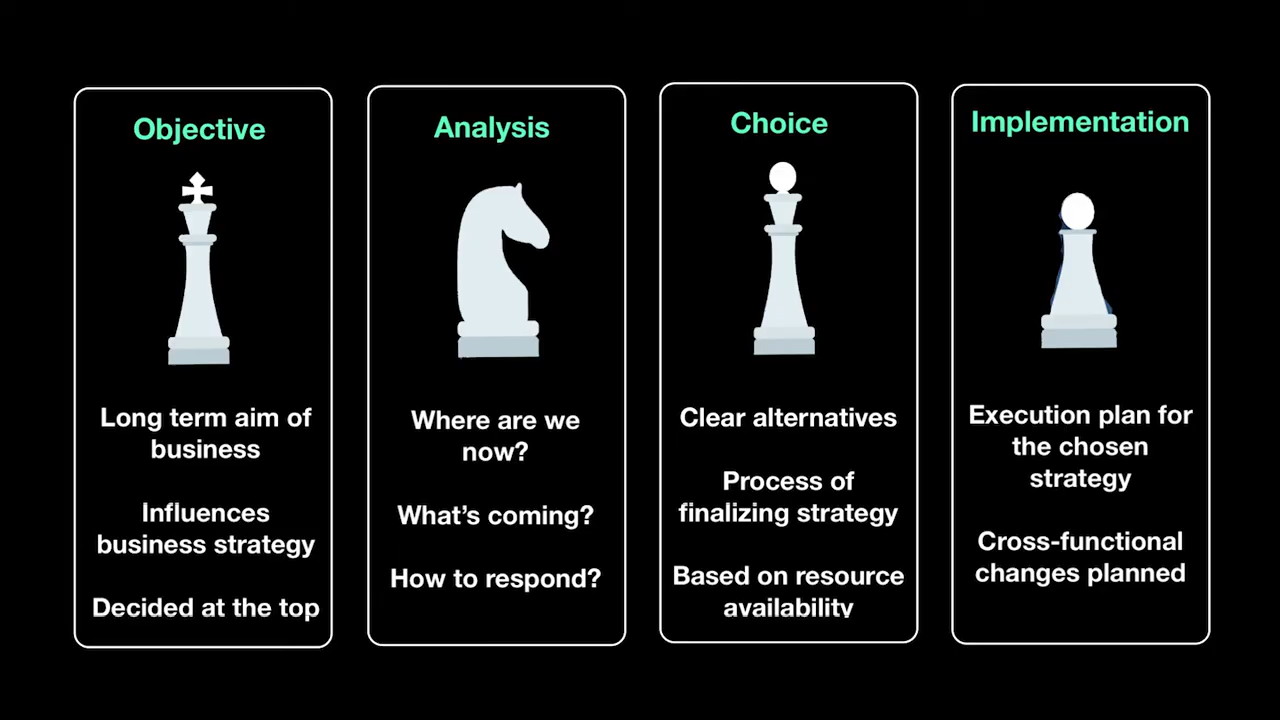 Objective
Long term aim of
business
Influences
business strategy
Decided at the top
Analysis
Where are we
now?
What's coming?
How to respond?
Choice
Clear alternatives
Process of
finalizing strategy
Based on resource
availability
Implementation
Execution plan for
the chosen
strategy
Cross-functional
changes planned